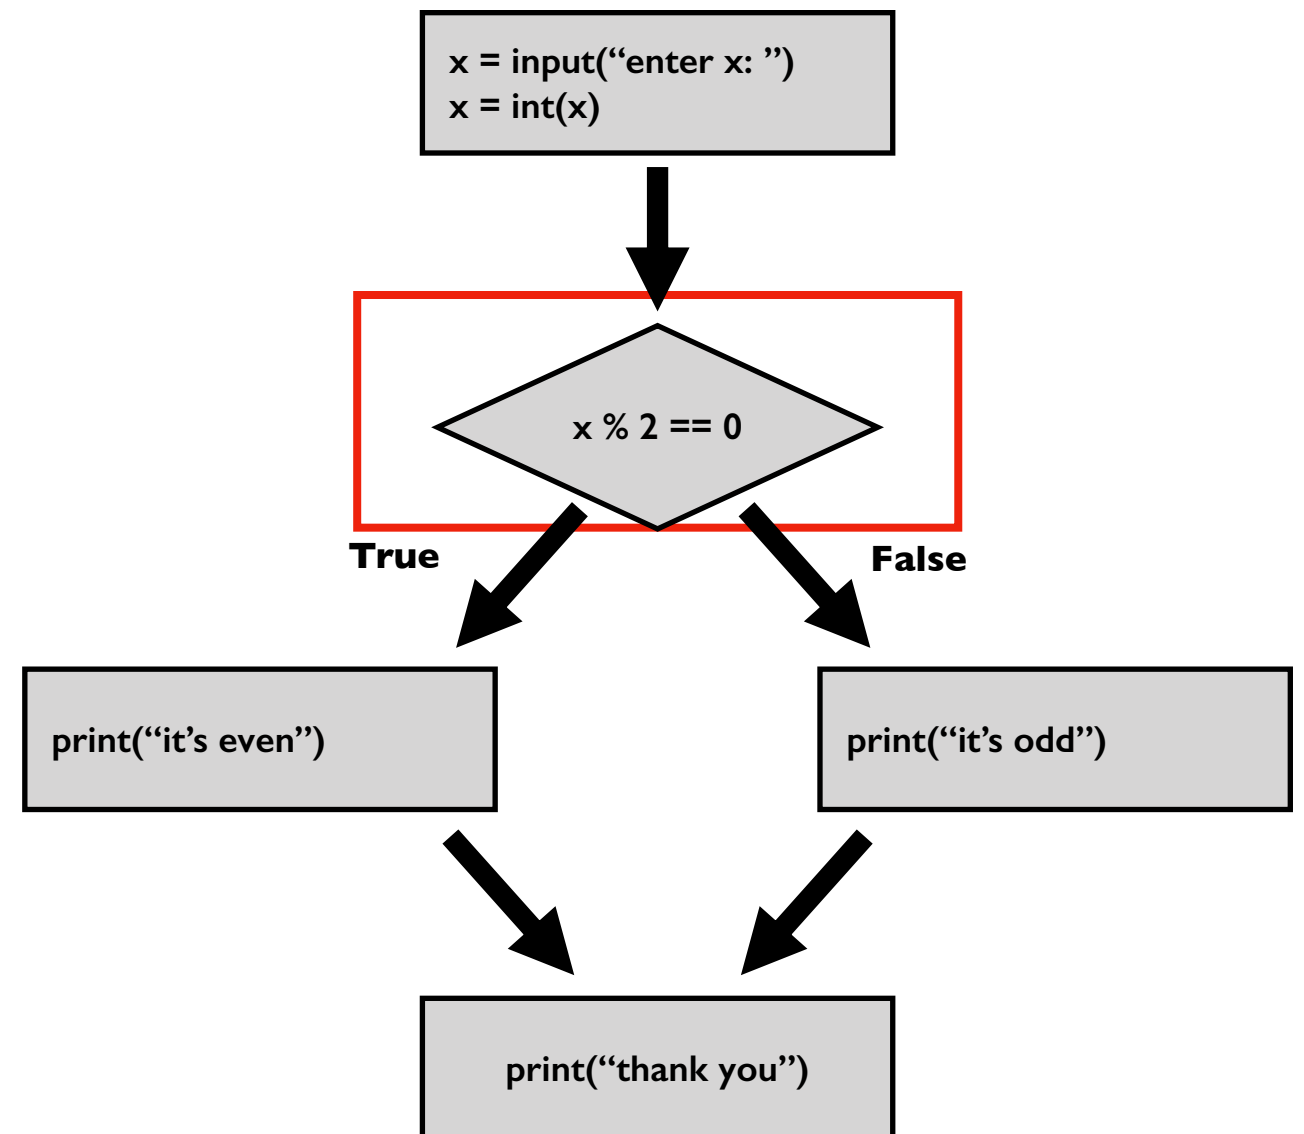 x = input(“enter x: ”)
x = int(x)
x % 2 == 0
True
False
print(“it’s even”)
print(“it’s odd”)
print(“thank you”)